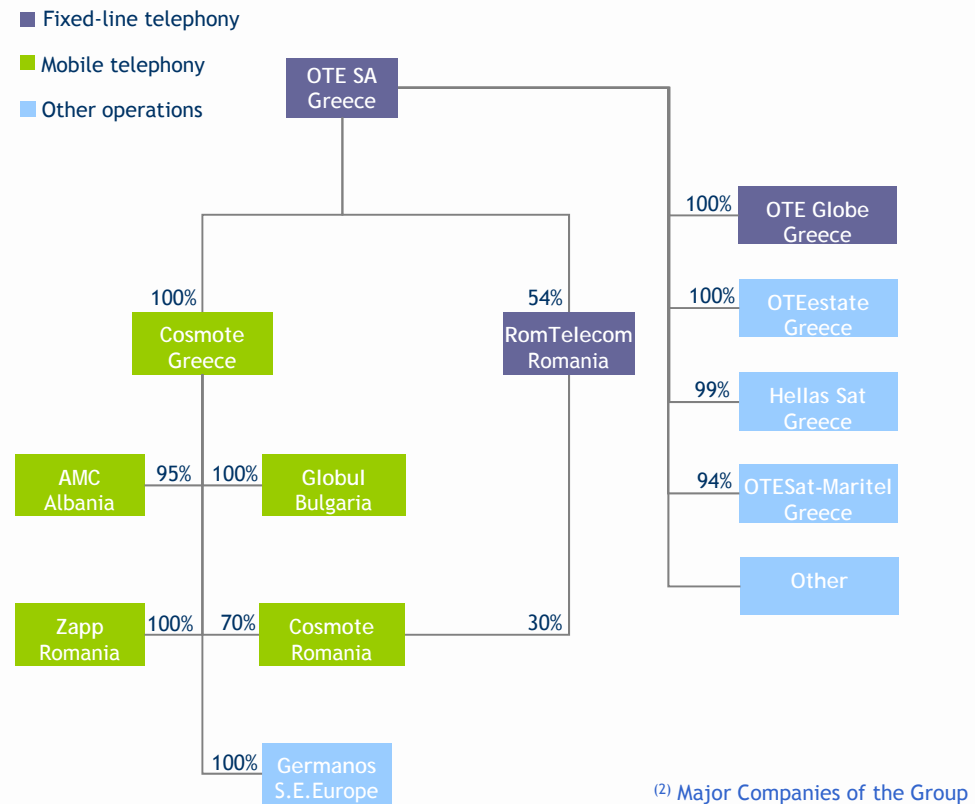 Fixed-line telephony
Mobile telephony
Other operations
OTE SA
Greece
100%
OTE Globe
Greece
100%
OTEestate
Greece
99%
Hellas Sat
Greece
94%
OTESat-Maritel
Greece
Other
100%
Cosmote
Greece
54%
RomTelecom
Romania
AMC
Albania
95%
100%
Globul
Bulgaria
Zapp
Romania
100%
70%
Cosmote
Romania
30%
100%
Germanos
S.E.Europe
(2) Major Companies of the Group